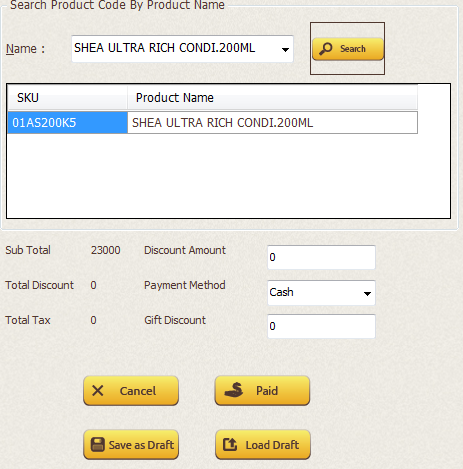 Search Product Code By Product Name
Name : SHEA ULTRA RICH CONDI.200ML Search
SKU Product Name
01AS200K5 SHEA ULTRA RICH CONDI.200ML
Sub Total 23000 Discount Amount 0
Total Discount 0 Payment Method Cash
Total Tax 0 Gift Discount 0
Cancel Paid
Save as Draft Load Draft